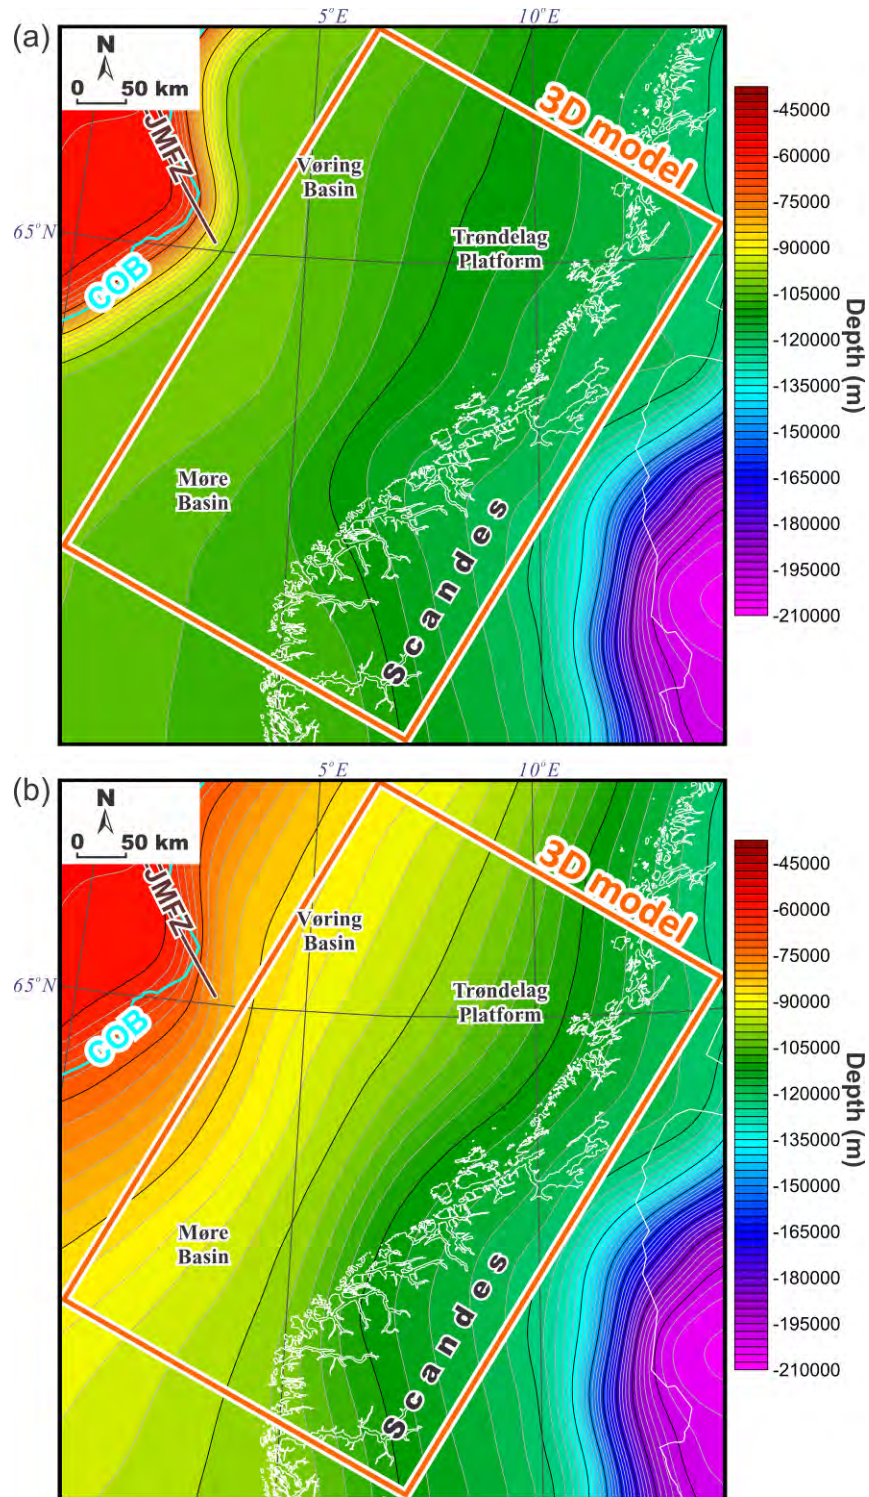 (a)
5°E
10°E
N
0 50 km
JMFZ
3D model
Vøring
Basin
65°N
COB
Trøndelag
Platform
Møre
Basin
Scandes
-45000
-60000
-75000
-90000
-105000
-120000
-135000
-150000
-165000
-180000
-195000
-210000
Depth (m)
(b)
5°E
10°E
N
0 50 km
JMFZ
3D model
Vøring
Basin
65°N
COB
Trøndelag
Platform
Møre
Basin
Scandes
-45000
-60000
-75000
-90000
-105000
-120000
-135000
-150000
-165000
-180000
-195000
-210000
Depth (m)